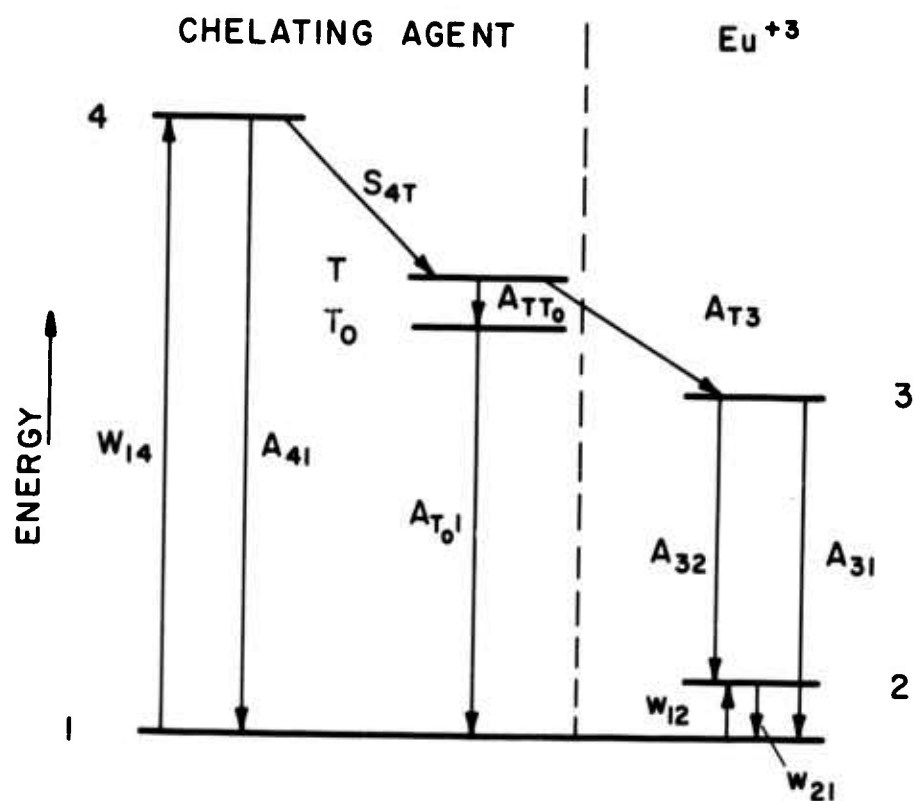 CHELATING AGENT
Eu+3
4
S4T
T
ATT0
T0
AT3
3
ENERGY
W14
A41
AT01
A32
A31
2
W12
1
W21